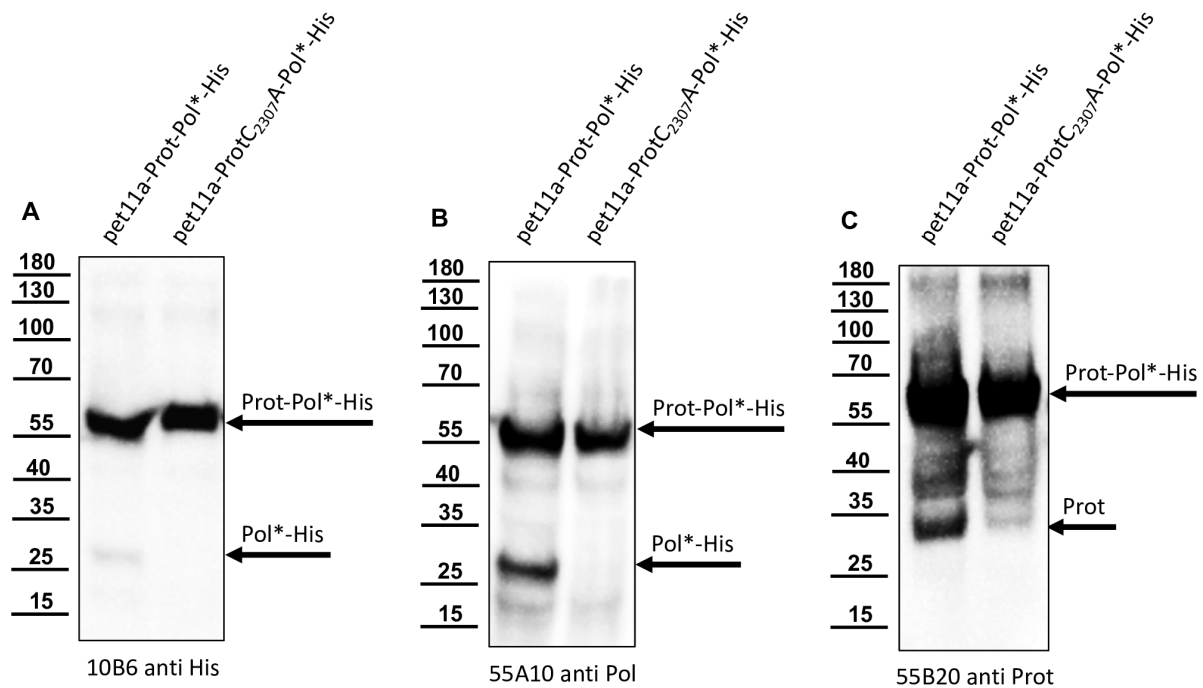 A
pet11a-Prot-Pol*-His
pet11a-ProtC₂₃₀₇A-Pol*-His
180
130
100
70
55
40
35
25
15
Prot-Pol*-His
Pol*-His
10B6 anti His
B
pet11a-Prot-Pol*-His
pet11a-ProtC₂₃₀₇A-Pol*-His
180
130
100
70
55
40
35
25
15
Prot-Pol*-His
Pol*-His
55A10 anti Pol
C
pet11a-Prot-Pol*-His
pet11a-ProtC₂₃₀₇A-Pol*-His
180
130
100
70
55
40
35
25
15
Prot-Pol*-His
Prot
55B20 anti Prot